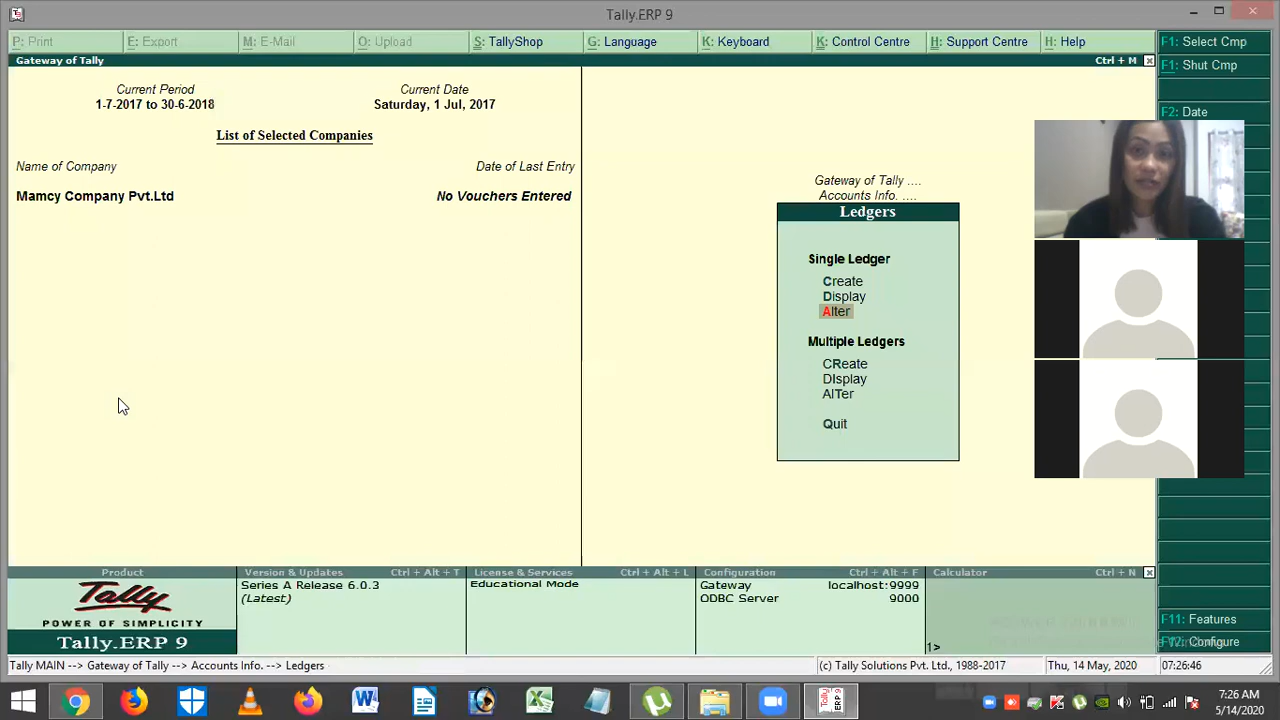 Tally.ERP 9
P: Print E: Export M: E-Mail O: Upload S: TallyShop G: Language K: Keyboard K: Control Centre H: Support Centre H: Help
F1: Select Cmp
Gateway of Tally Ctrl + M
F1: Shut Cmp
Current Period Current Date
1-7-2017 to 30-6-2018 Saturday, 1 Jul, 2017
F2: Date
List of Selected Companies
Name of Company Date of Last Entry
Mamcy Company Pvt.Ltd No Vouchers Entered
Gateway of Tally ....
Accounts Info. ....
Ledgers
Single Ledger
Create
Display
Alter
Multiple Ledgers
CReate
DIsplay
AlTer
Quit
Product Version & Updates Ctrl + Alt + T License & Services Ctrl + Alt + L Configuration Ctrl + Alt + F Calculator Ctrl + N
Tally
POWER OF SIMPLICITY
Tally.ERP 9
Series A Release 6.0.3
(Latest)
Educational Mode
Gateway localhost:9999
ODBC Server 9000
1>
F11: Features
F12: Configure
Tally MAIN --> Gateway of Tally --> Accounts Info. --> Ledgers (c) Tally Solutions Pvt. Ltd., 1988-2017 Thu, 14 May, 2020 07:26:46
7:26 AM
5/14/2020